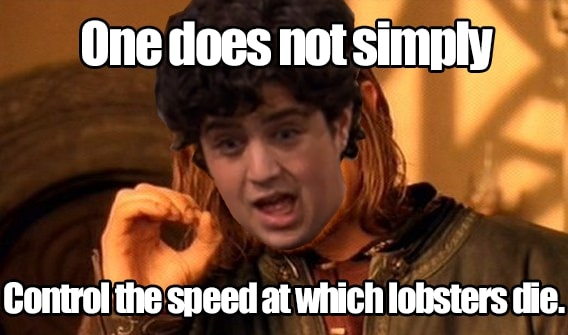 One does not simply
Control the speed at which lobsters die.